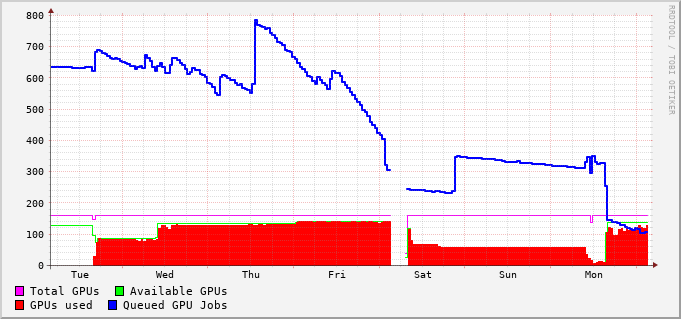 800
700
600
500
400
300
200
100
0
Tue Wed Thu Fri Sat Sun Mon
Total GPUs Available GPUs
GPUs used Queued GPU Jobs
RRDTOOL / TOBI OETIKER